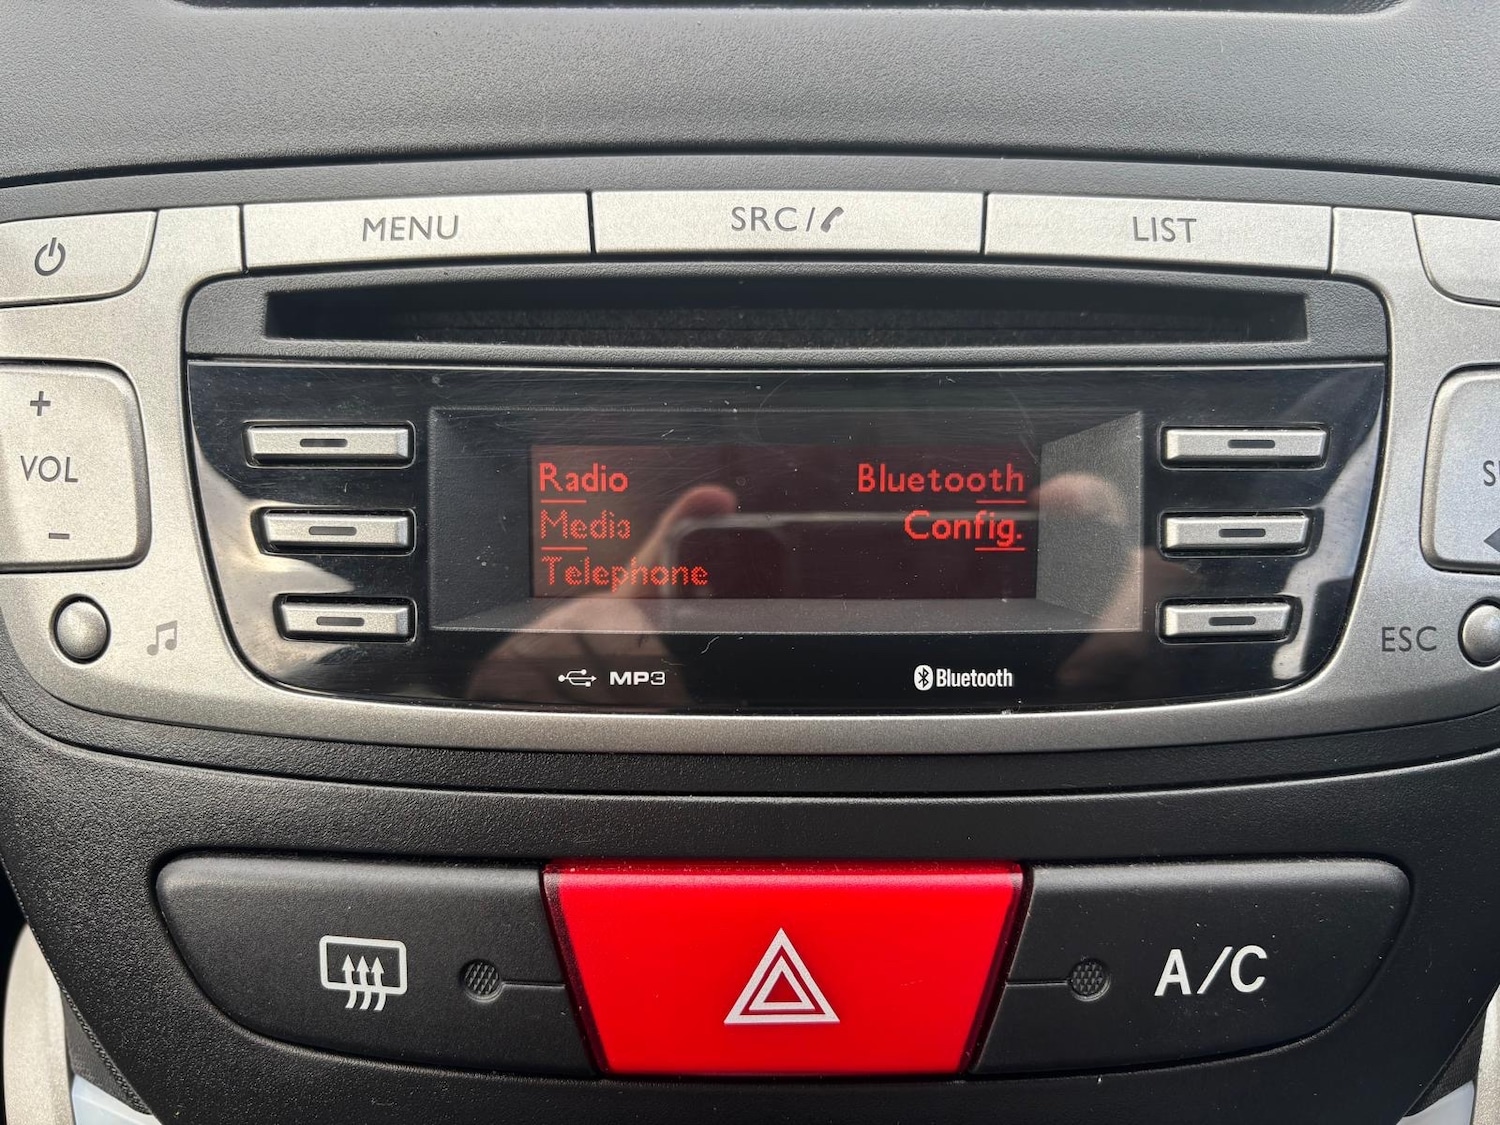 MENU
SRC/
LIST
+
VOL
-
Radio
Bluetooth
Media
Config.
Telephone
ESC
MP3
Bluetooth
A/C